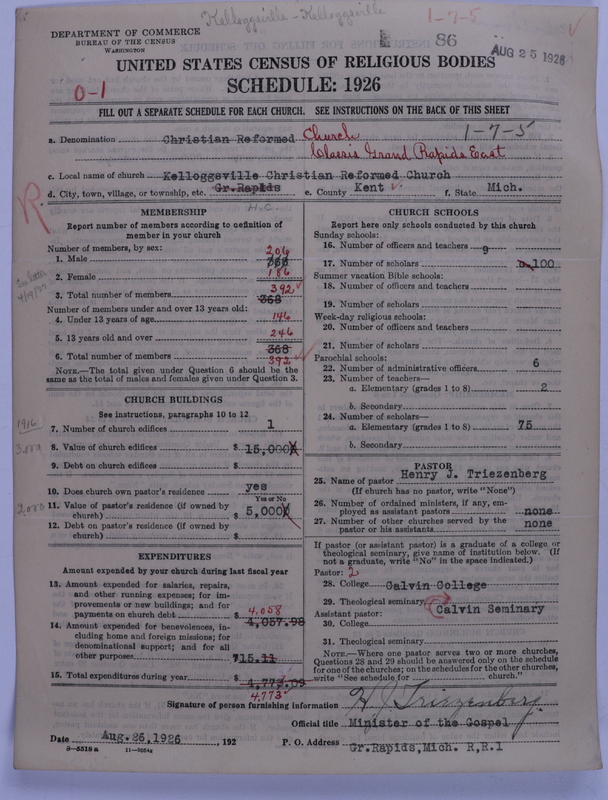 Kelloggsville - Kelloggsville
1-7-5
DEPARTMENT OF COMMERCE
BUREAU OF THE CENSUS
WASHINGTON
86
AUG 25 1926
UNITED STATES CENSUS OF RELIGIOUS BODIES
SCHEDULE: 1926
0-1
FILL OUT A SEPARATE SCHEDULE FOR EACH CHURCH. SEE INSTRUCTIONS ON THE BACK OF THIS SHEET
a. Denomination Christian Reformed Church 1-7-5
Classis Grand Rapids East
c. Local name of church Kelloggsville Christian Reformed Church
d. City, town, village, or township, etc. Gr.Rapids e. County Kent f. State Mich.
R
H.C.
MEMBERSHIP
Report number of members according to definition of
member in your church
Number of members, by sex:
1. Male 206
2. Female 186
3. Total number of members 392
368
Number of members under and over 13 years old:
4. Under 13 years of age 146
5. 13 years old and over 246
6. Total number of members 368
392
NOTE.—The total given under Question 6 should be the
same as the total of males and females given under Question 3.
CHURCH BUILDINGS
See instructions, paragraphs 10 to 12
1916
7. Number of church edifices 1
8. Value of church edifices $ 15,000
9. Debt on church edifices $
10. Does church own pastor's residence yes
Yes or No
11. Value of pastor's residence (if owned by
church) $ 5,000
12. Debt on pastor's residence (if owned by
church) $
EXPENDITURES
Amount expended by your church during last fiscal year
13. Amount expended for salaries, repairs,
and other running expenses; for im-
provements or new buildings; and for
payments on church debt $ 4,058
4,057.98
14. Amount expended for benevolences, in-
cluding home and foreign missions; for
denominational support; and for all
other purposes 715.11
15. Total expenditures during year $ 4,773.09
4,773
CHURCH SCHOOLS
Report here only schools conducted by this church
Sunday schools:
16. Number of officers and teachers 9
17. Number of scholars 100
Summer vacation Bible schools:
18. Number of officers and teachers
19. Number of scholars
Week-day religious schools:
20. Number of officers and teachers
21. Number of scholars
Parochial schools:
22. Number of administrative officers 6
23. Number of teachers—
a. Elementary (grades 1 to 8) 2
b. Secondary
24. Number of scholars—
a. Elementary (grades 1 to 8) 75
b. Secondary
PASTOR
25. Name of pastor Henry J. Triezenberg
(If church has no pastor, write "None")
26. Number of ordained ministers, if any, em-
ployed as assistant pastors none
27. Number of other churches served by the
pastor or his assistants none
If pastor (or assistant pastor) is a graduate of a college or
theological seminary, give name of institution below. (If
not a graduate, write "No" in the space indicated.)
Pastor: 2
28. College Calvin College
29. Theological seminary Calvin Seminary
Assistant pastor:
30. College
31. Theological seminary
NOTE.—Where one pastor serves two or more churches,
Questions 28 and 29 should be answered only on the schedule
for one of the churches; on the schedules for the other churches,
write "See schedule for church."
Signature of person furnishing information H J Triezenberg
Official title Minister of the Gospel
Date Aug.26,1926, 192 P. O. Address Gr.Rapids,Mich. R,R.1
8-5518 a 11-9054a